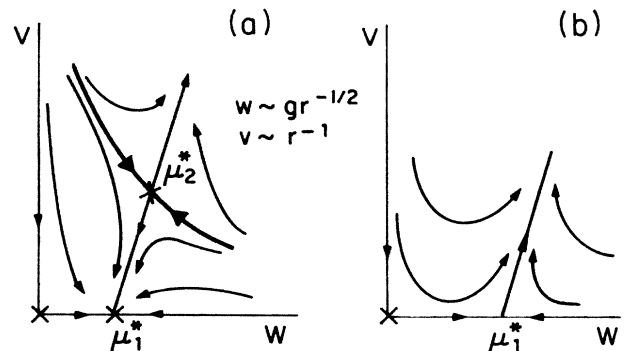 (a)
(b)
V
V
w ~ gr^{-1/2}
v ~ r^{-1}
μ₂*
μ₁*
W
μ₁*
W